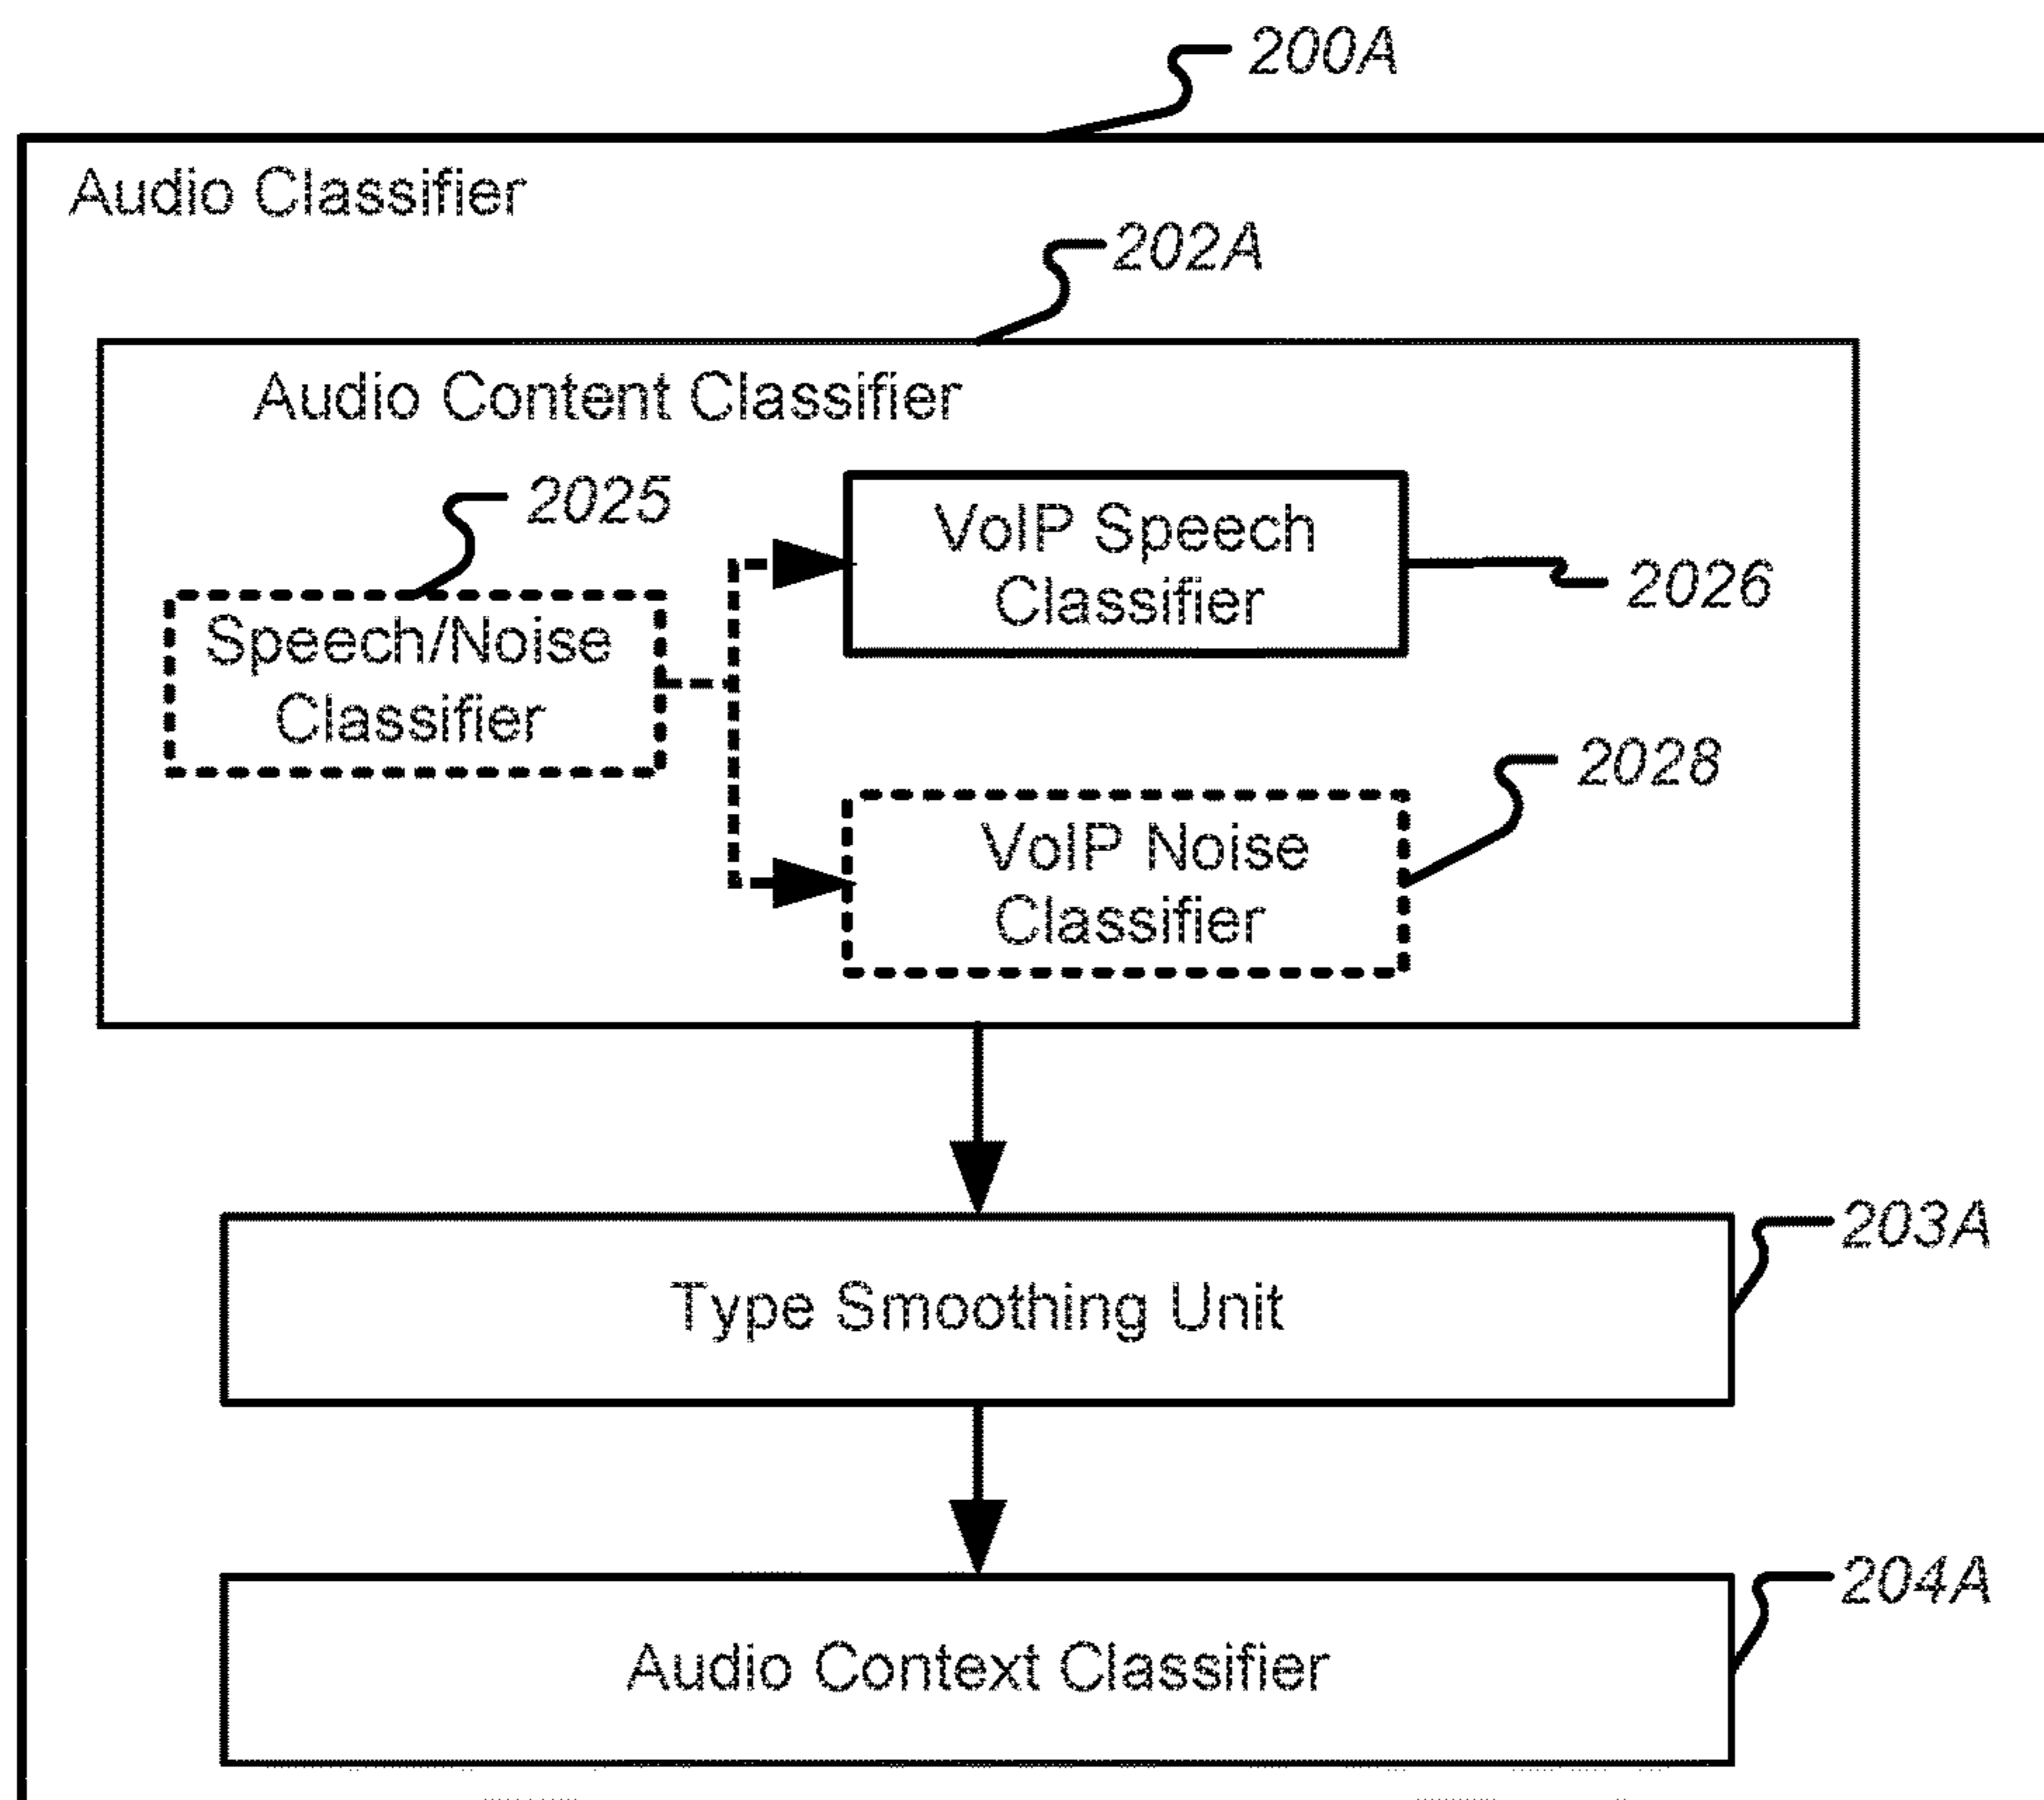 200A
Audio Classifier
202A
Audio Content Classifier
2025
VoIP Speech
Classifier
2026
Speech/Noise
Classifier
2028
VoIP Noise
Classifier
203A
Type Smoothing Unit
204A
Audio Context Classifier